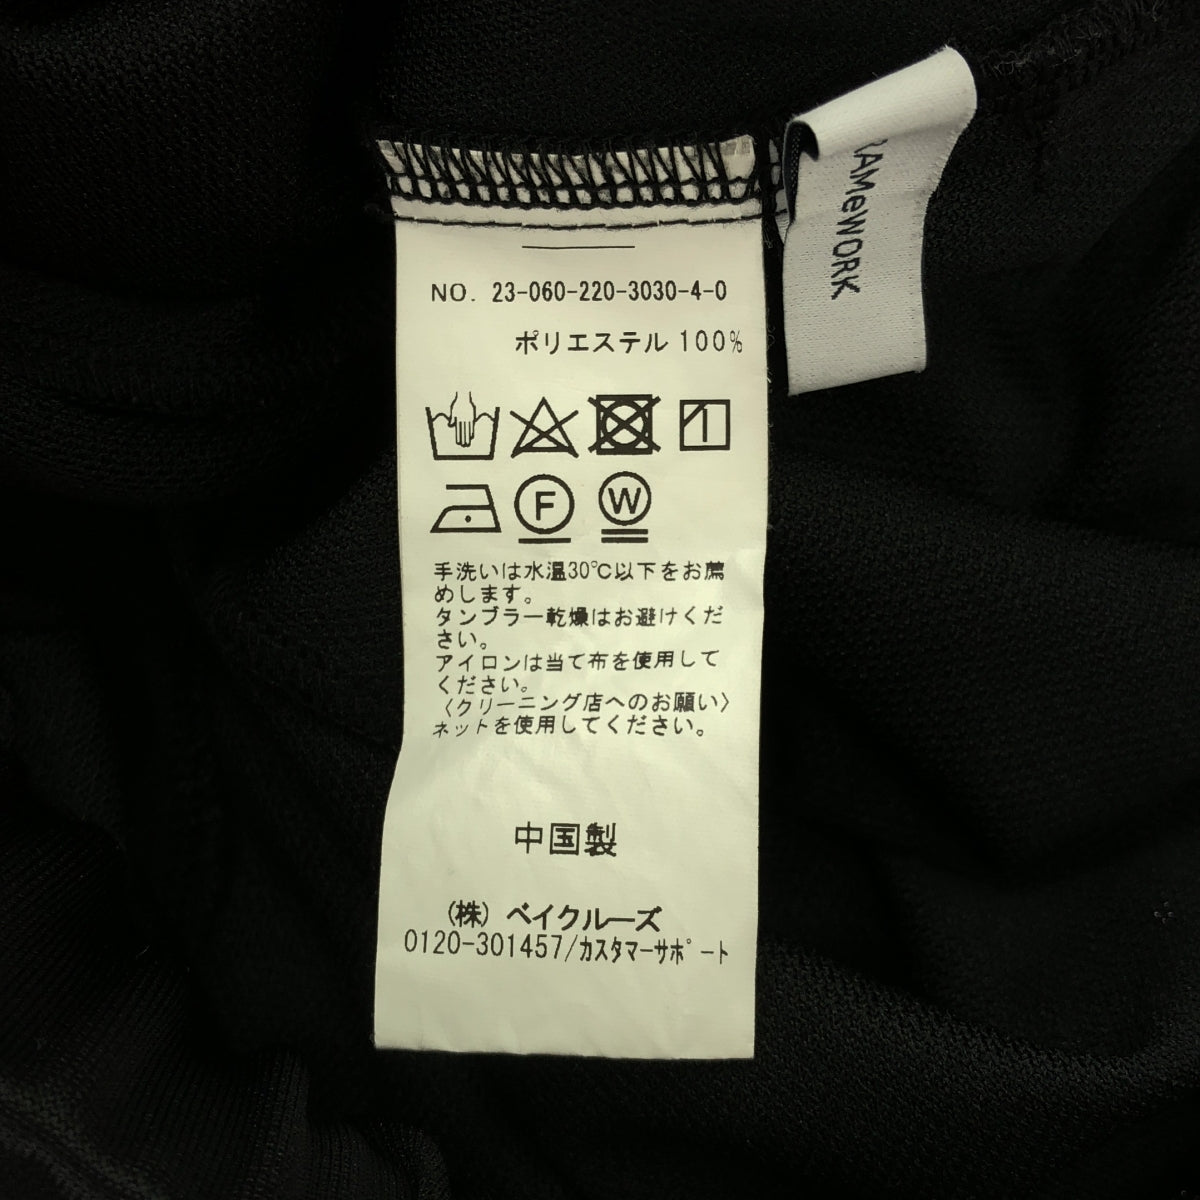 NO. 23-060-220-3030-4-0
ポリエステル 100%
F W
手洗いは水温30℃以下をお薦
めします。
タンブラー乾燥はお避けくだ
さい。
アイロンは当て布を使用して
ください。
〈クリーニング店へのお願い〉
ネットを使用してください。
中国製
(株) ベイクルーズ
0120-301457/カスタマーサポート
RAMeWORK